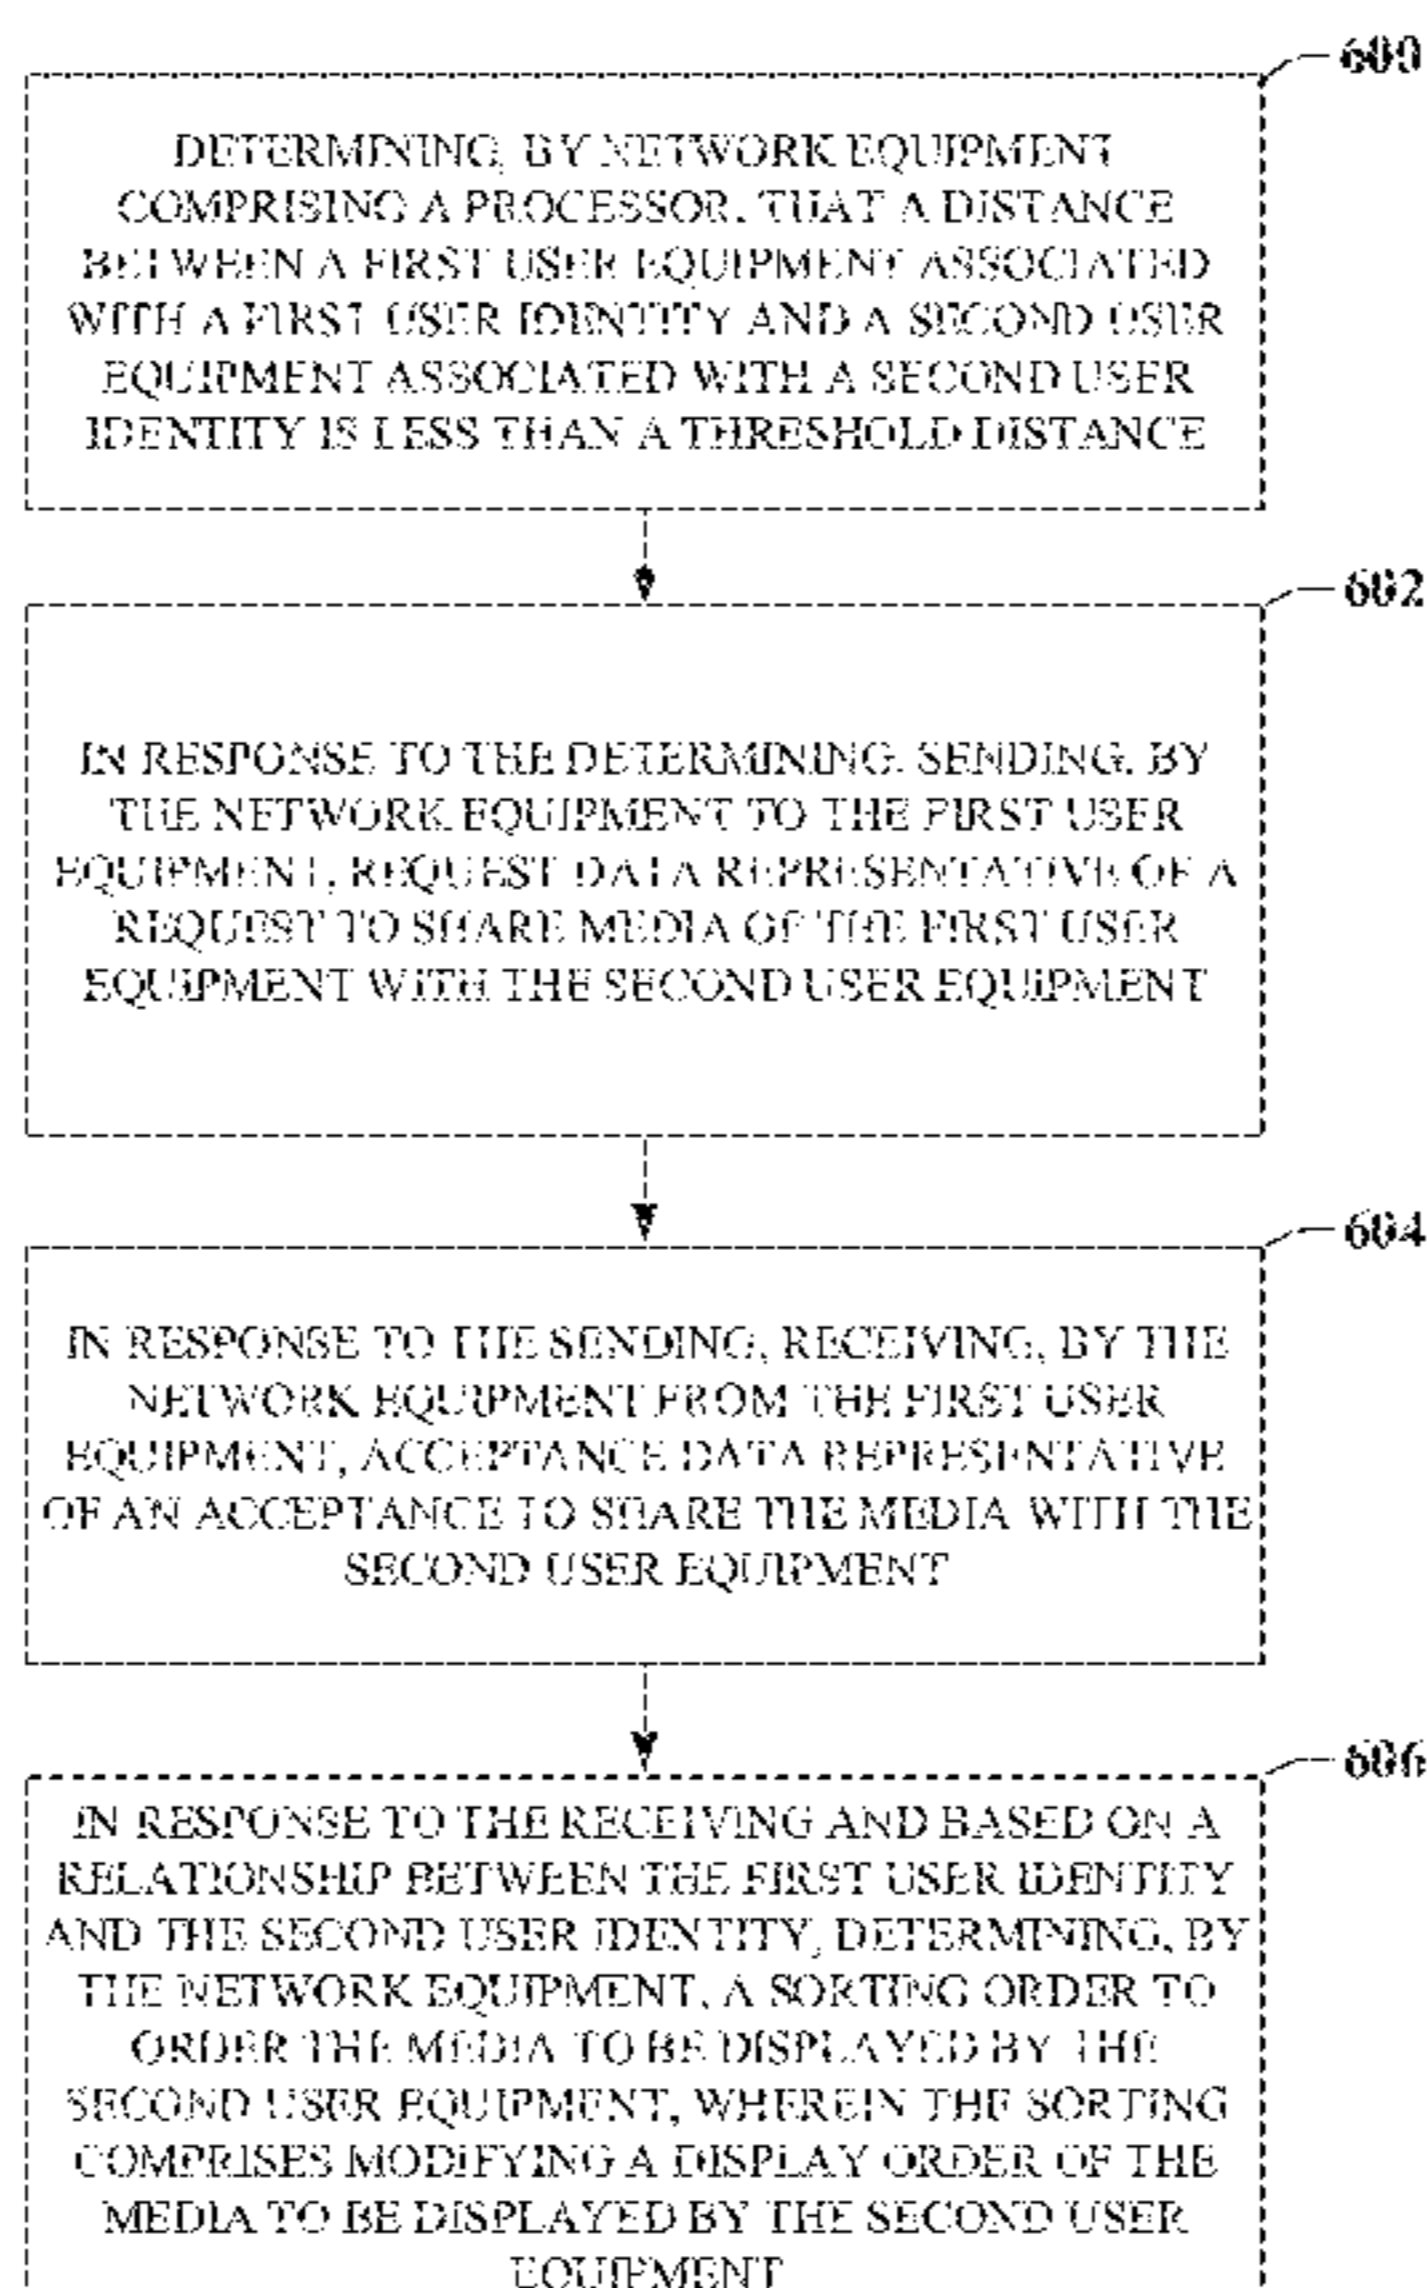 600
DETERMINING, BY NETWORK EQUIPMENT
COMPRISING A PROCESSOR, THAT A DISTANCE
BETWEEN A FIRST USER EQUIPMENT ASSOCIATED
WITH A FIRST USER IDENTITY AND A SECOND USER
EQUIPMENT ASSOCIATED WITH A SECOND USER
IDENTITY IS LESS THAN A THRESHOLD DISTANCE
602
IN RESPONSE TO THE DETERMINING, SENDING, BY
THE NETWORK EQUIPMENT TO THE FIRST USER
EQUIPMENT, REQUEST DATA REPRESENTATIVE OF A
REQUEST TO SHARE MEDIA OF THE FIRST USER
EQUIPMENT WITH THE SECOND USER EQUIPMENT
604
IN RESPONSE TO THE SENDING, RECEIVING, BY THE
NETWORK EQUIPMENT FROM THE FIRST USER
EQUIPMENT, ACCEPTANCE DATA REPRESENTATIVE
OF AN ACCEPTANCE TO SHARE THE MEDIA WITH THE
SECOND USER EQUIPMENT
606
IN RESPONSE TO THE RECEIVING AND BASED ON A
RELATIONSHIP BETWEEN THE FIRST USER IDENTITY
AND THE SECOND USER IDENTITY, DETERMINING, BY
THE NETWORK EQUIPMENT, A SORTING ORDER TO
ORDER THE MEDIA TO BE DISPLAYED BY THE
SECOND USER EQUIPMENT, WHEREIN THE SORTING
COMPRISES MODIFYING A DISPLAY ORDER OF THE
MEDIA TO BE DISPLAYED BY THE SECOND USER
EQUIPMENT